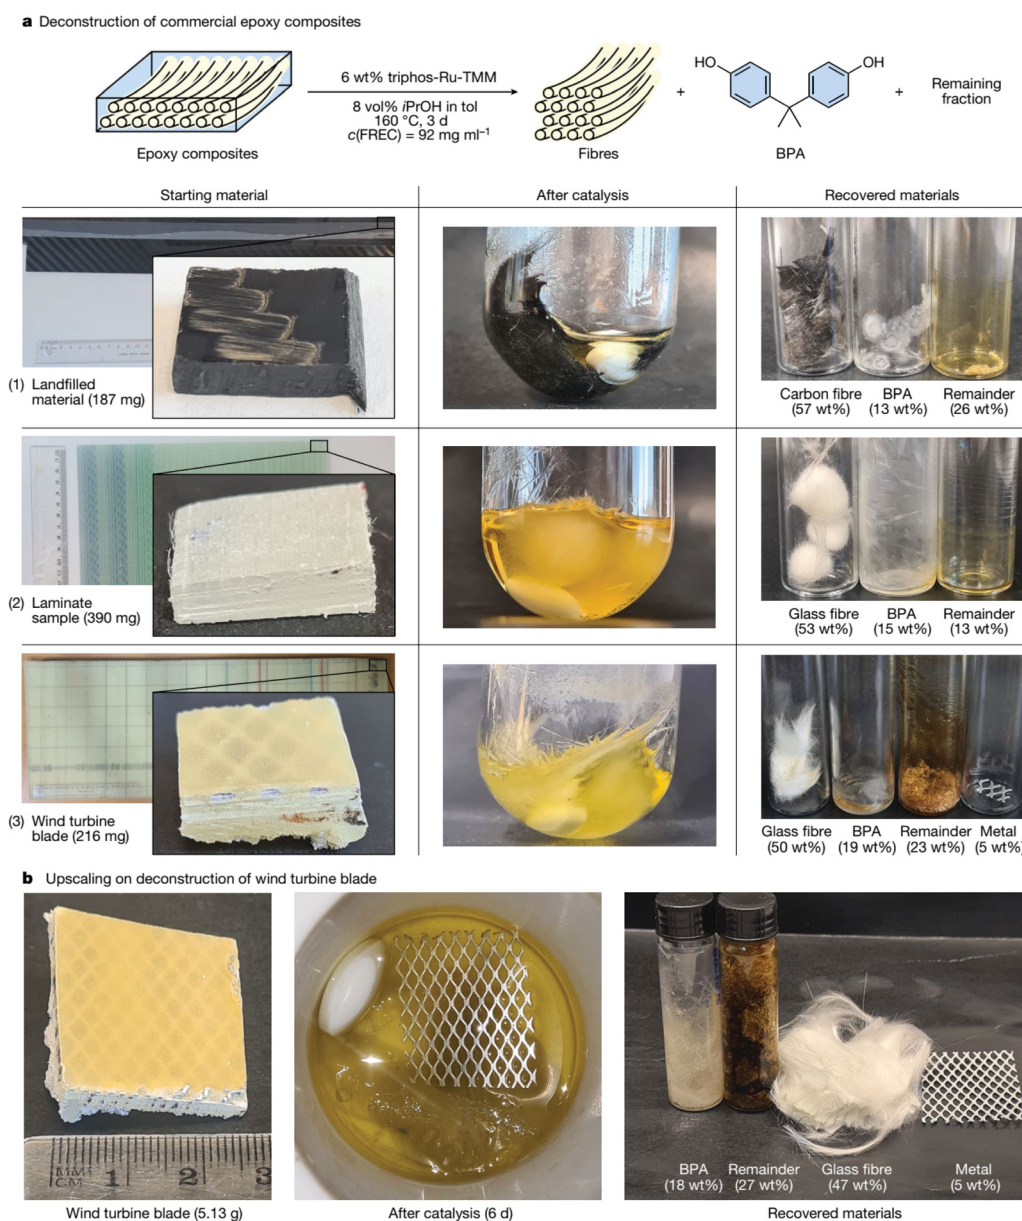 a Deconstruction of commercial epoxy composites
6 wt% triphos-Ru-TMM
8 vol% iPrOH in tol
160 °C, 3 d
c(FREC) = 92 mg ml⁻¹
Epoxy composites
Fibres
+
HO
OH
BPA
+
Remaining
fraction
Starting material
After catalysis
Recovered materials
(1) Landfilled
material (187 mg)
Carbon fibre
(57 wt%)
BPA
(13 wt%)
Remainder
(26 wt%)
(2) Laminate
sample (390 mg)
Glass fibre
(53 wt%)
BPA
(15 wt%)
Remainder
(13 wt%)
(3) Wind turbine
blade (216 mg)
Glass fibre
(50 wt%)
BPA
(19 wt%)
Remainder
(23 wt%)
Metal
(5 wt%)
b Upscaling on deconstruction of wind turbine blade
MM
CM
1
2
3
BPA
(18 wt%)
Remainder
(27 wt%)
Glass fibre
(47 wt%)
Metal
(5 wt%)
Wind turbine blade (5.13 g)
After catalysis (6 d)
Recovered materials